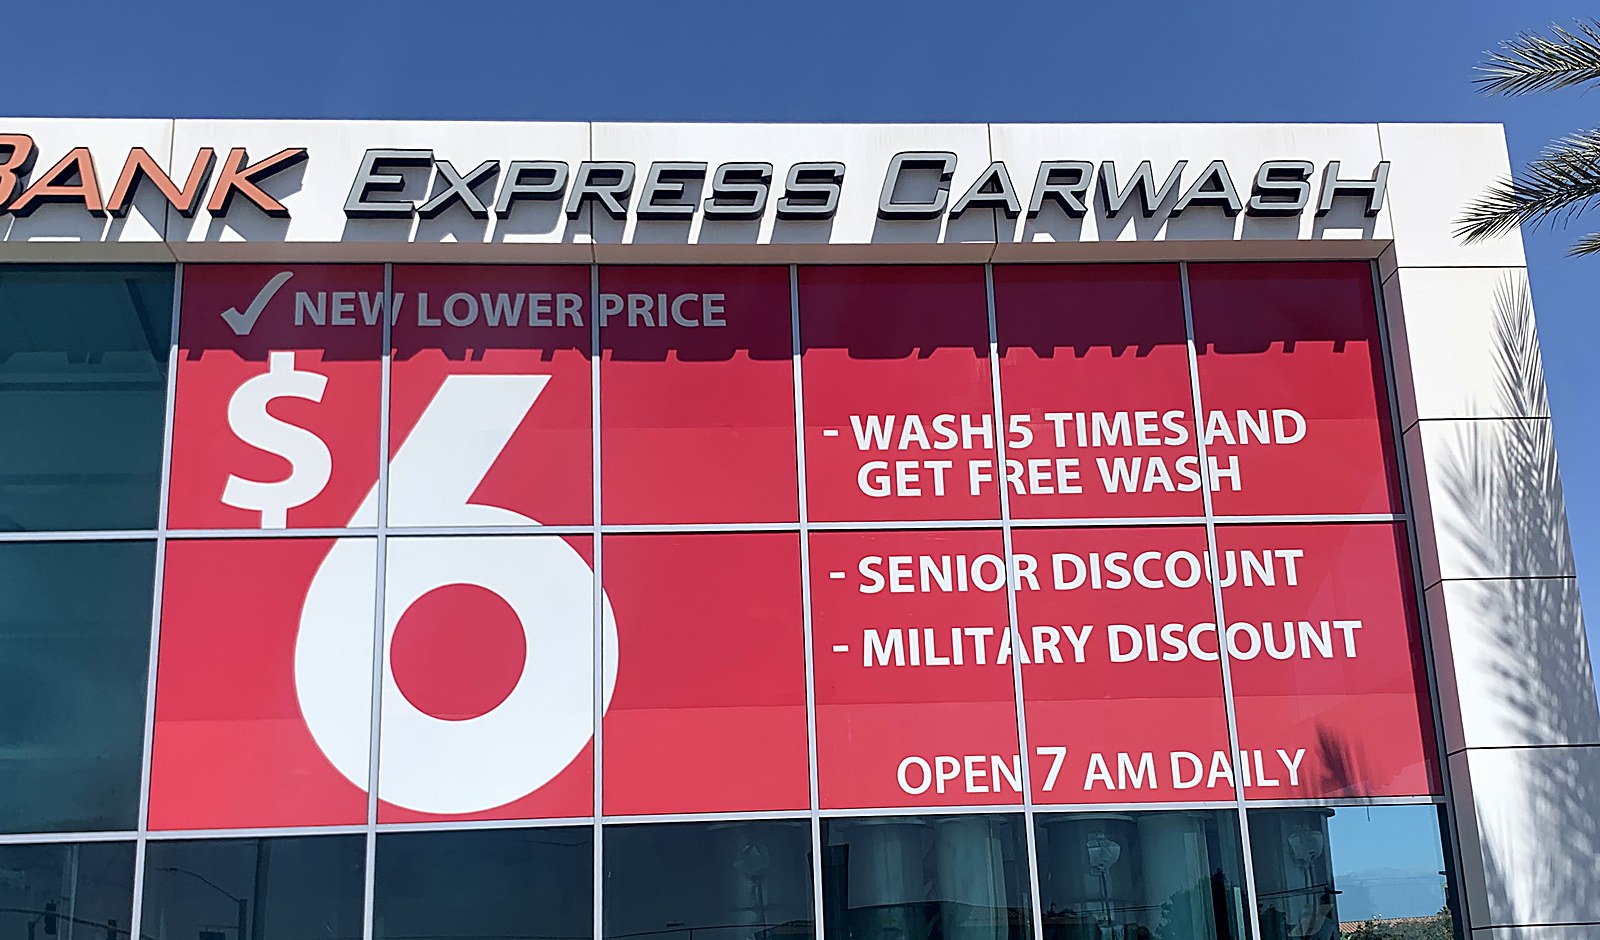 BANK EXPRESS CARWASH
✓ NEW LOWER PRICE
$6
- WASH 5 TIMES AND
GET FREE WASH
- SENIOR DISCOUNT
- MILITARY DISCOUNT
OPEN 7 AM DAILY